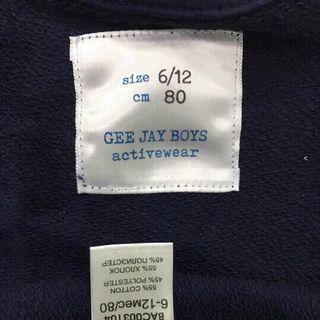 size 6/12
cm 80
GEE JAY BOYS
activewear
BAC003104
6-12мес/80
55% COTTON
45% POLYESTER
55% ХЛОПОК
45% ПОЛИЭСТЕР